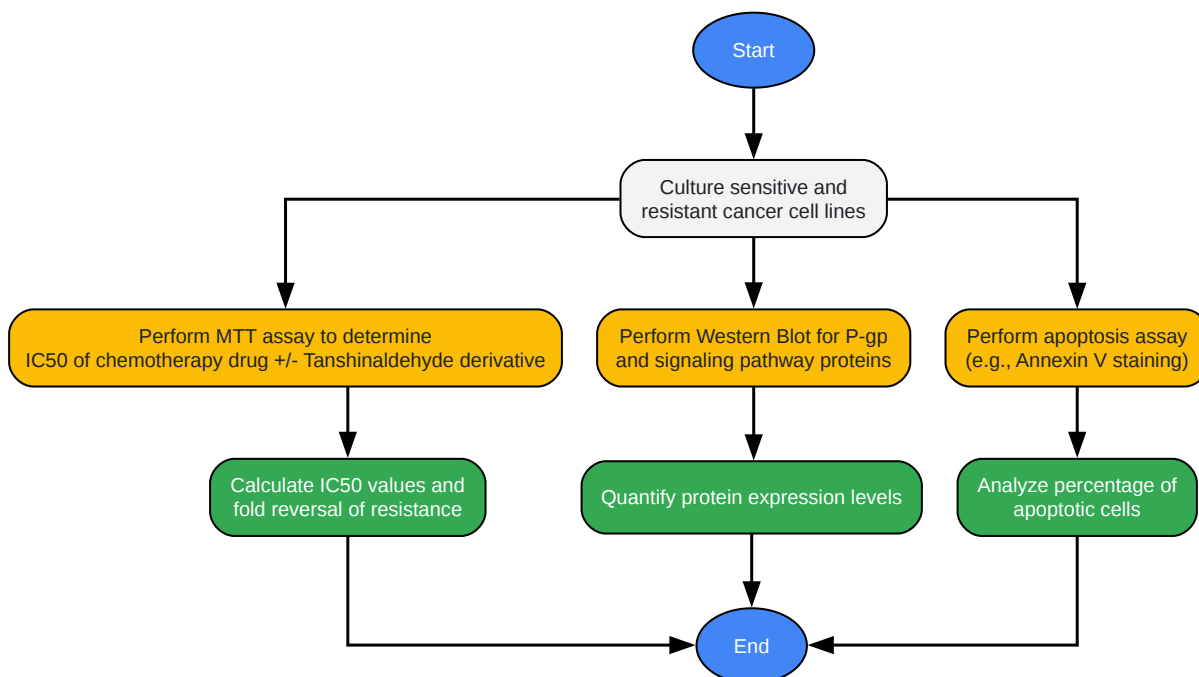 Start
Culture sensitive and
resistant cancer cell lines
Perform MTT assay to determine
IC50 of chemotherapy drug +/- Tanshinaldehyde derivative
Perform Western Blot for P-gp
and signaling pathway proteins
Perform apoptosis assay
(e.g., Annexin V staining)
Calculate IC50 values and
fold reversal of resistance
Quantify protein expression levels
Analyze percentage of
apoptotic cells
End